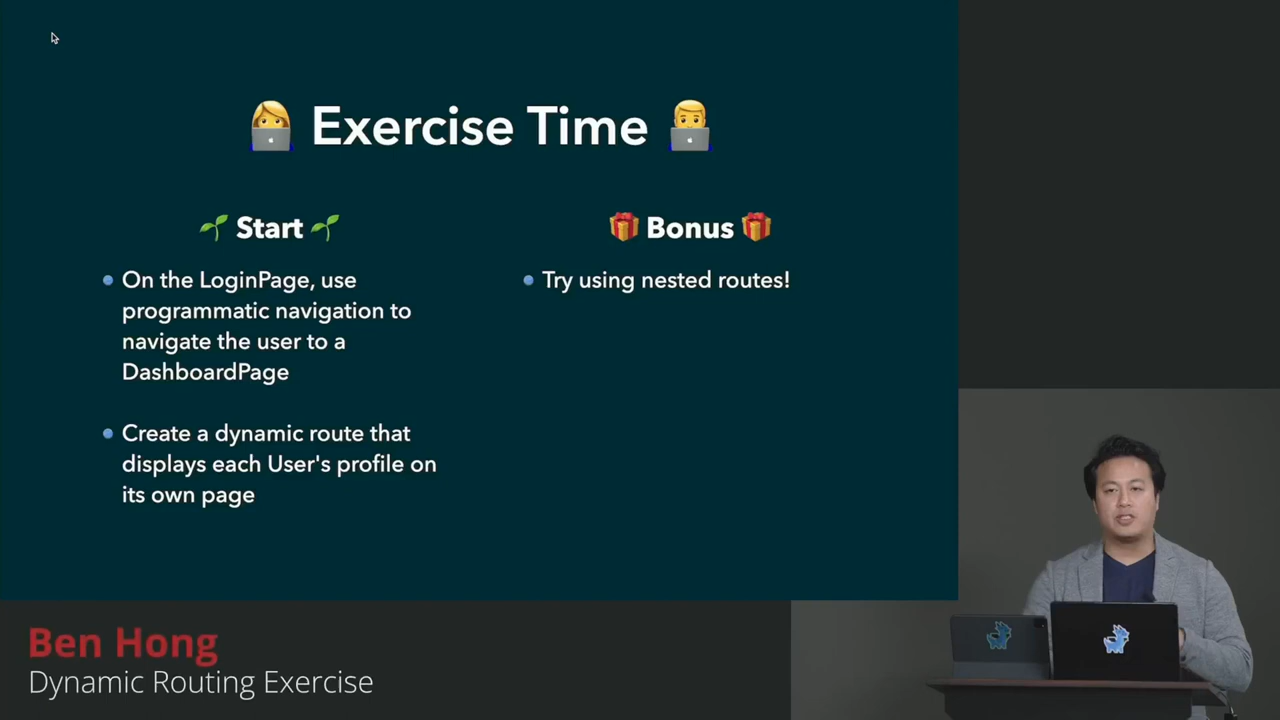 Exercise Time
Start
On the LoginPage, use
programmatic navigation to
navigate the user to a
DashboardPage
Create a dynamic route that
displays each User's profile on
its own page
Bonus
Try using nested routes!
Ben Hong
Dynamic Routing Exercise